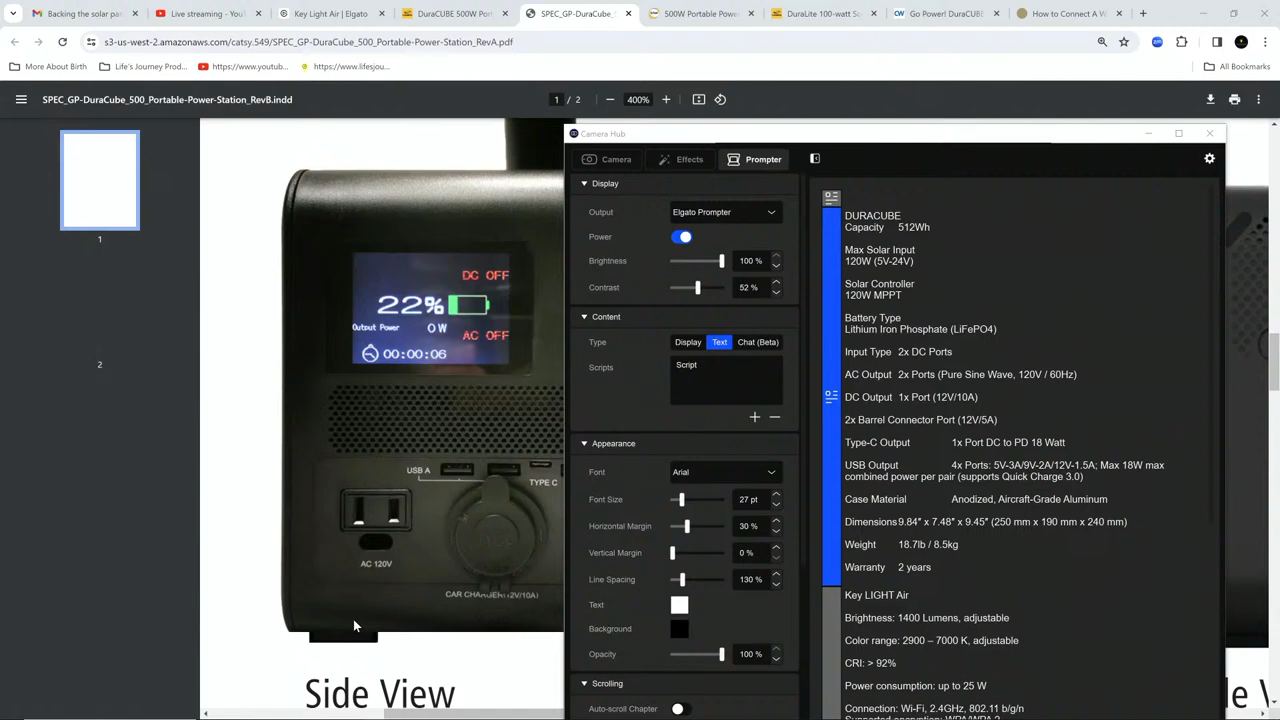 Backing the solar pa
Live streaming - You
Key Light Air | Elgato
DuraCUBE 500W Port
SPEC_GP-DuraCube_5
500W Portable Power
DuraLite 100-watt So
Go Power! DuraCUBE
How to Connect A W
s3-us-west-2.amazonaws.com/catsy.549/SPEC_GP-DuraCube_500_Portable-Power-Station_RevA.pdf
More About Birth
Life's Journey Prod...
https://www.youtub...
https://www.lifesjou...
All Bookmarks
SPEC_GP-DuraCube_500_Portable-Power-Station_RevB.indd
1 / 2
400%
1
2
DC OFF
22%
Output Power 0 W
AC OFF
00:00:06
USB A
TYPE C
AC 120V
CAR CHARGER(12V/10A)
Side View
Camera Hub
Camera Effects Prompter
Display
Output Elgato Prompter
Power
Brightness 100 %
Contrast 52 %
Content
Type Display Text Chat (Beta)
Scripts Script
Appearance
Font Arial
Font Size 27 pt
Horizontal Margin 30 %
Vertical Margin 0 %
Line Spacing 130 %
Text
Background
Opacity 100 %
Scrolling
Auto-scroll Chapter
DURACUBE
Capacity 512Wh
Max Solar Input
120W (5V-24V)
Solar Controller
120W MPPT
Battery Type
Lithium Iron Phosphate (LiFePO4)
Input Type 2x DC Ports
AC Output 2x Ports (Pure Sine Wave, 120V / 60Hz)
DC Output 1x Port (12V/10A)
2x Barrel Connector Port (12V/5A)
Type-C Output 1x Port DC to PD 18 Watt
USB Output 4x Ports: 5V-3A/9V-2A/12V-1.5A; Max 18W max
combined power per pair (supports Quick Charge 3.0)
Case Material Anodized, Aircraft-Grade Aluminum
Dimensions 9.84″ x 7.48″ x 9.45″ (250 mm x 190 mm x 240 mm)
Weight 18.7lb / 8.5kg
Warranty 2 years
Key LIGHT Air
Brightness: 1400 Lumens, adjustable
Color range: 2900 – 7000 K, adjustable
CRI: > 92%
Power consumption: up to 25 W
Connection: Wi-Fi, 2.4GHz, 802.11 b/g/n